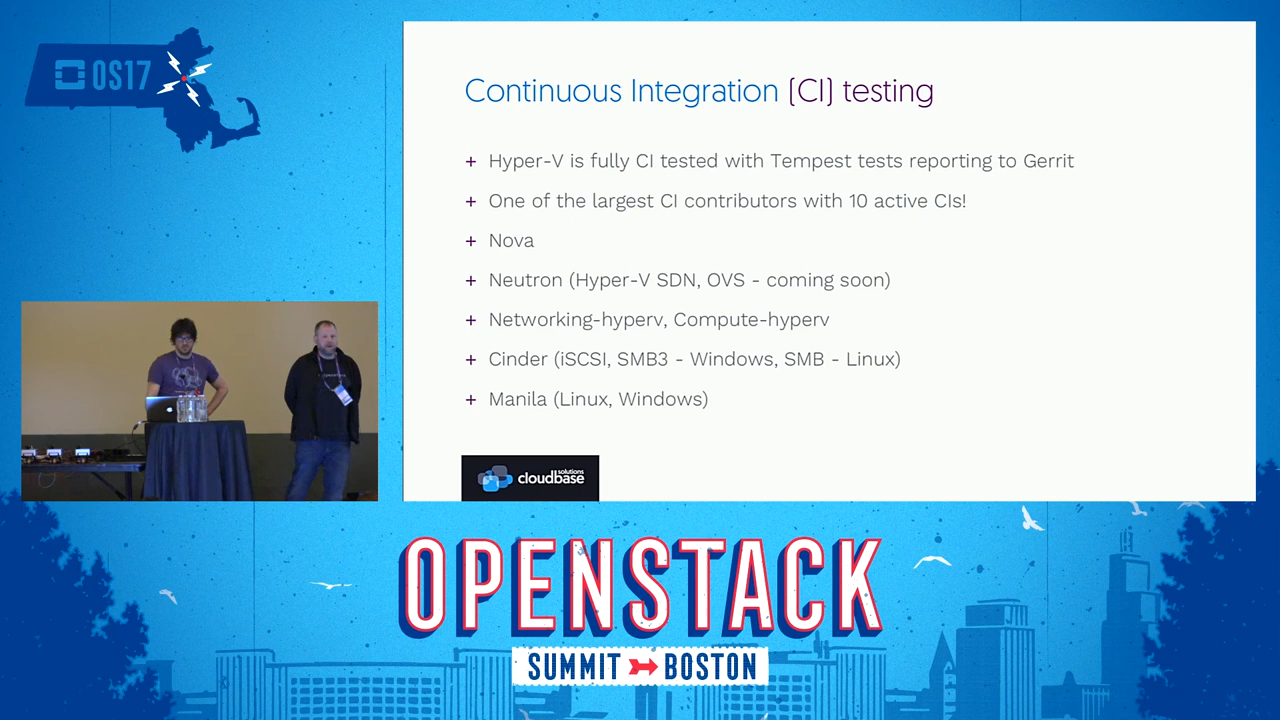 OS17
Continuous Integration (CI) testing
+ Hyper-V is fully CI tested with Tempest tests reporting to Gerrit
+ One of the largest CI contributors with 10 active CIs!
+ Nova
+ Neutron (Hyper-V SDN, OVS - coming soon)
+ Networking-hyperv, Compute-hyperv
+ Cinder (iSCSI, SMB3 - Windows, SMB - Linux)
+ Manila (Linux, Windows)
cloudbase solutions
OPENSTACK
SUMMIT BOSTON